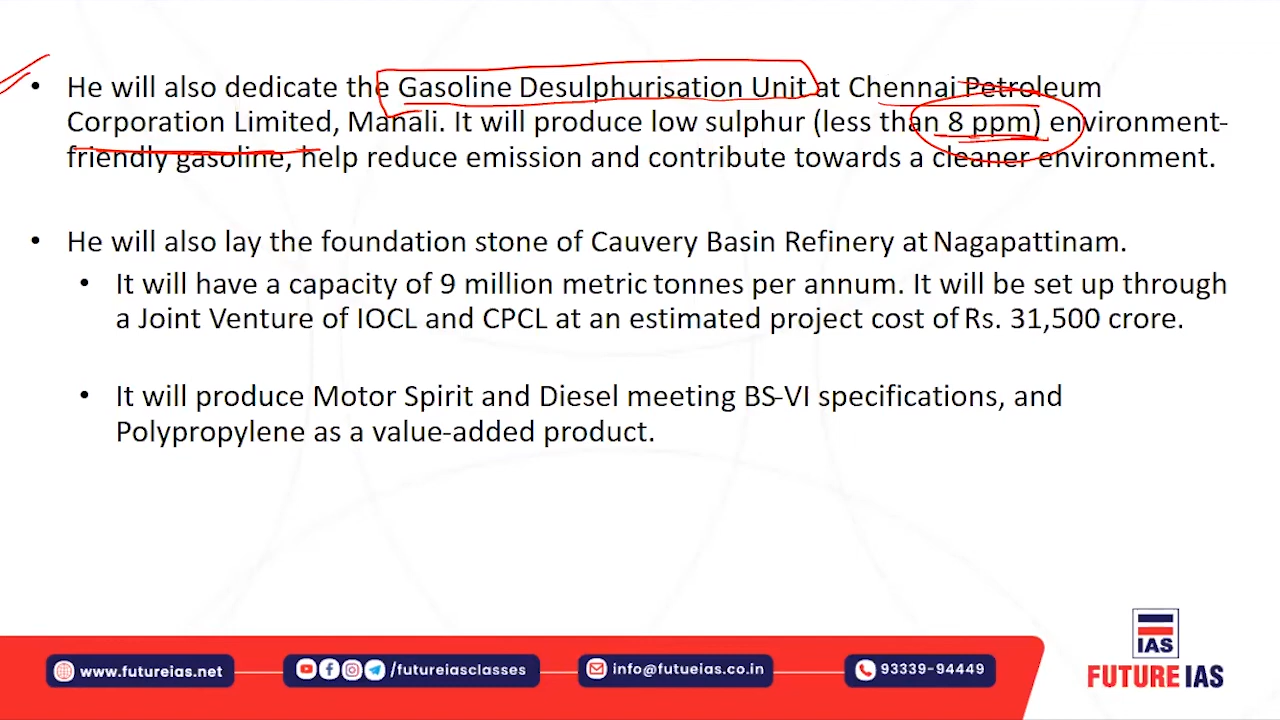 • He will also dedicate the Gasoline Desulphurisation Unit at Chennai Petroleum
Corporation Limited, Manali. It will produce low sulphur (less than 8 ppm) environment-
friendly gasoline, help reduce emission and contribute towards a cleaner environment.
• He will also lay the foundation stone of Cauvery Basin Refinery at Nagapattinam.
• It will have a capacity of 9 million metric tonnes per annum. It will be set up through
a Joint Venture of IOCL and CPCL at an estimated project cost of Rs. 31,500 crore.
• It will produce Motor Spirit and Diesel meeting BS-VI specifications, and
Polypropylene as a value-added product.
www.futureias.net
/futureiasclasses
info@futueias.co.in
93339-94449
IAS
FUTURE IAS